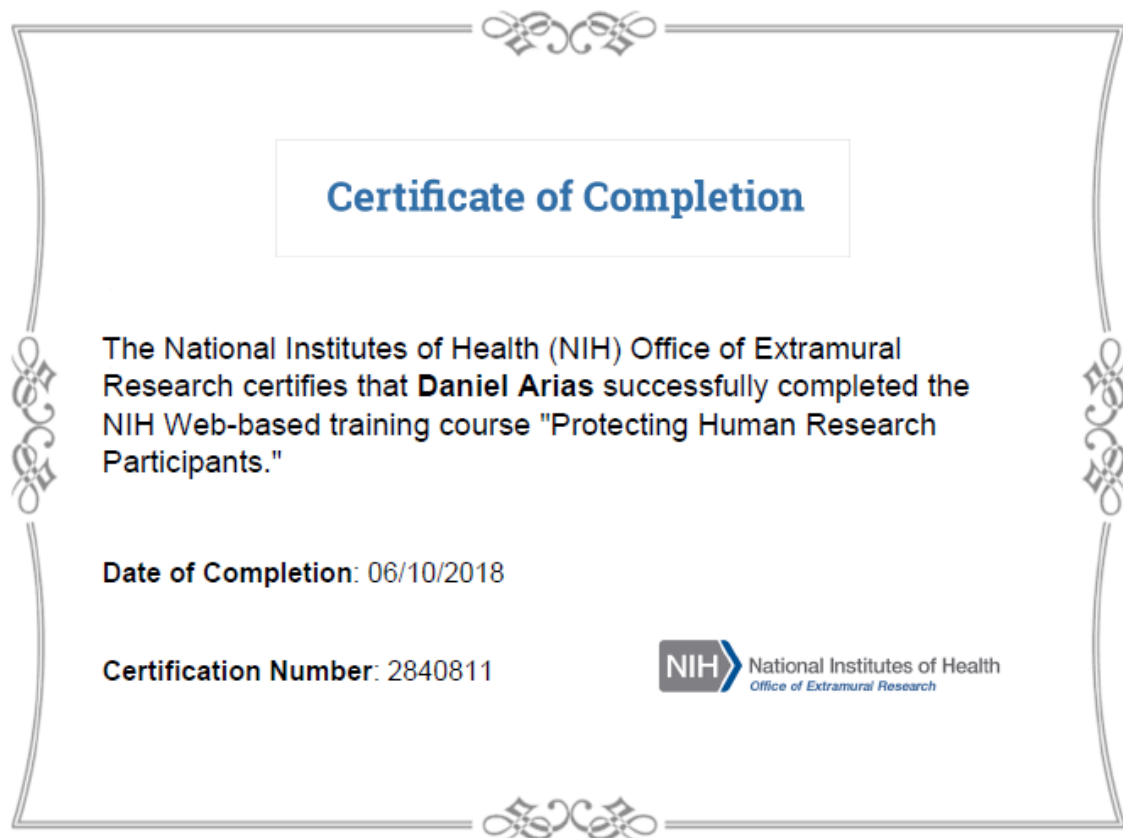 Certificate of Completion
The National Institutes of Health (NIH) Office of Extramural
Research certifies that Daniel Arias successfully completed the
NIH Web-based training course "Protecting Human Research
Participants."
Date of Completion: 06/10/2018
Certification Number: 2840811
NIH National Institutes of Health
Office of Extramural Research